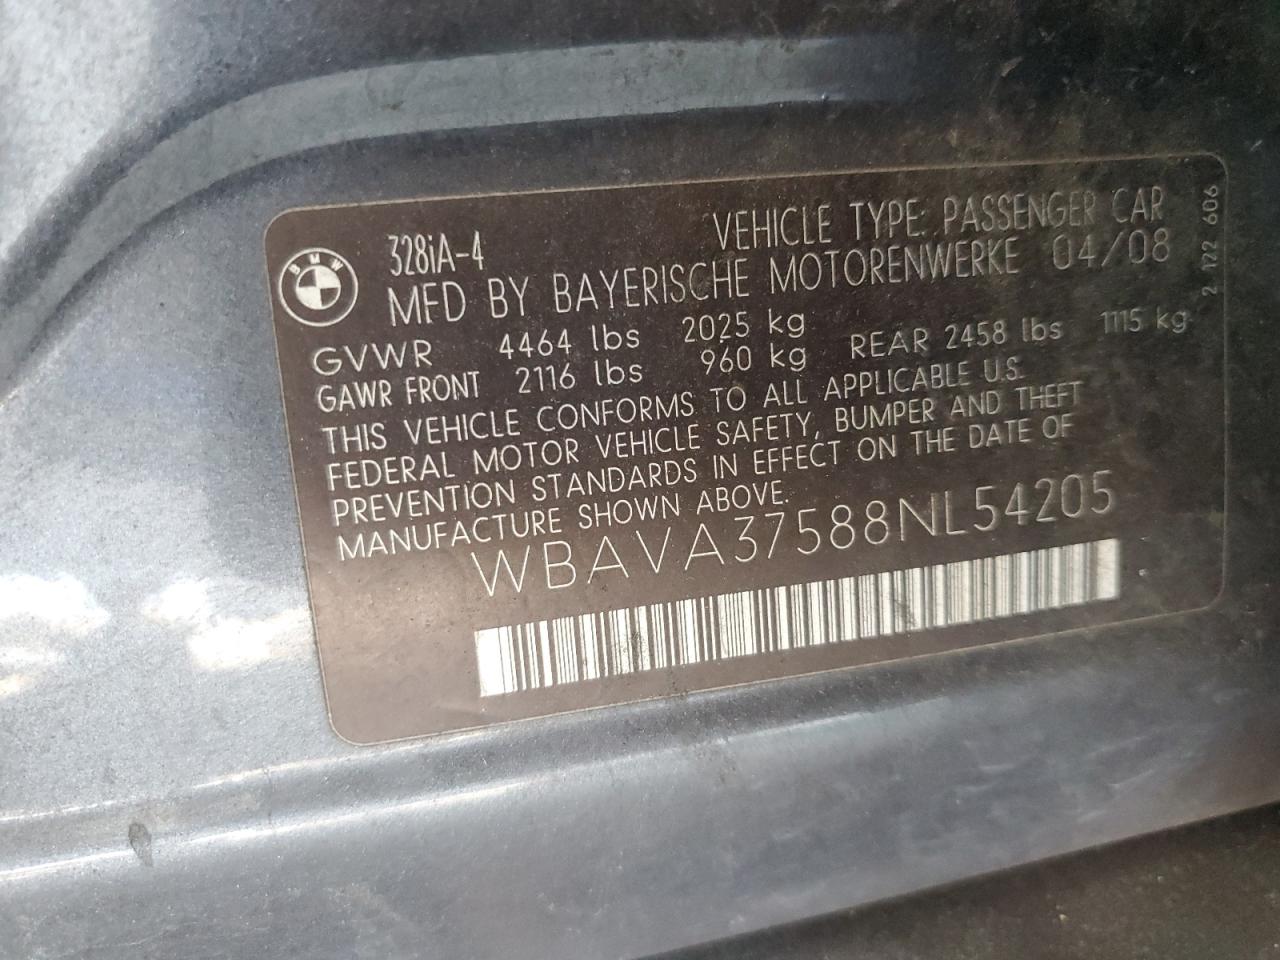 BMW
328iA-4
VEHICLE TYPE: PASSENGER CAR
MFD BY BAYERISCHE MOTORENWERKE 04/08
GVWR 4464 lbs 2025 kg
GAWR FRONT 2116 lbs 960 kg REAR 2458 lbs 1115 kg
THIS VEHICLE CONFORMS TO ALL APPLICABLE U.S.
FEDERAL MOTOR VEHICLE SAFETY, BUMPER AND THEFT
PREVENTION STANDARDS IN EFFECT ON THE DATE OF
MANUFACTURE SHOWN ABOVE.
WBAVA37588NL54205
2 122 606